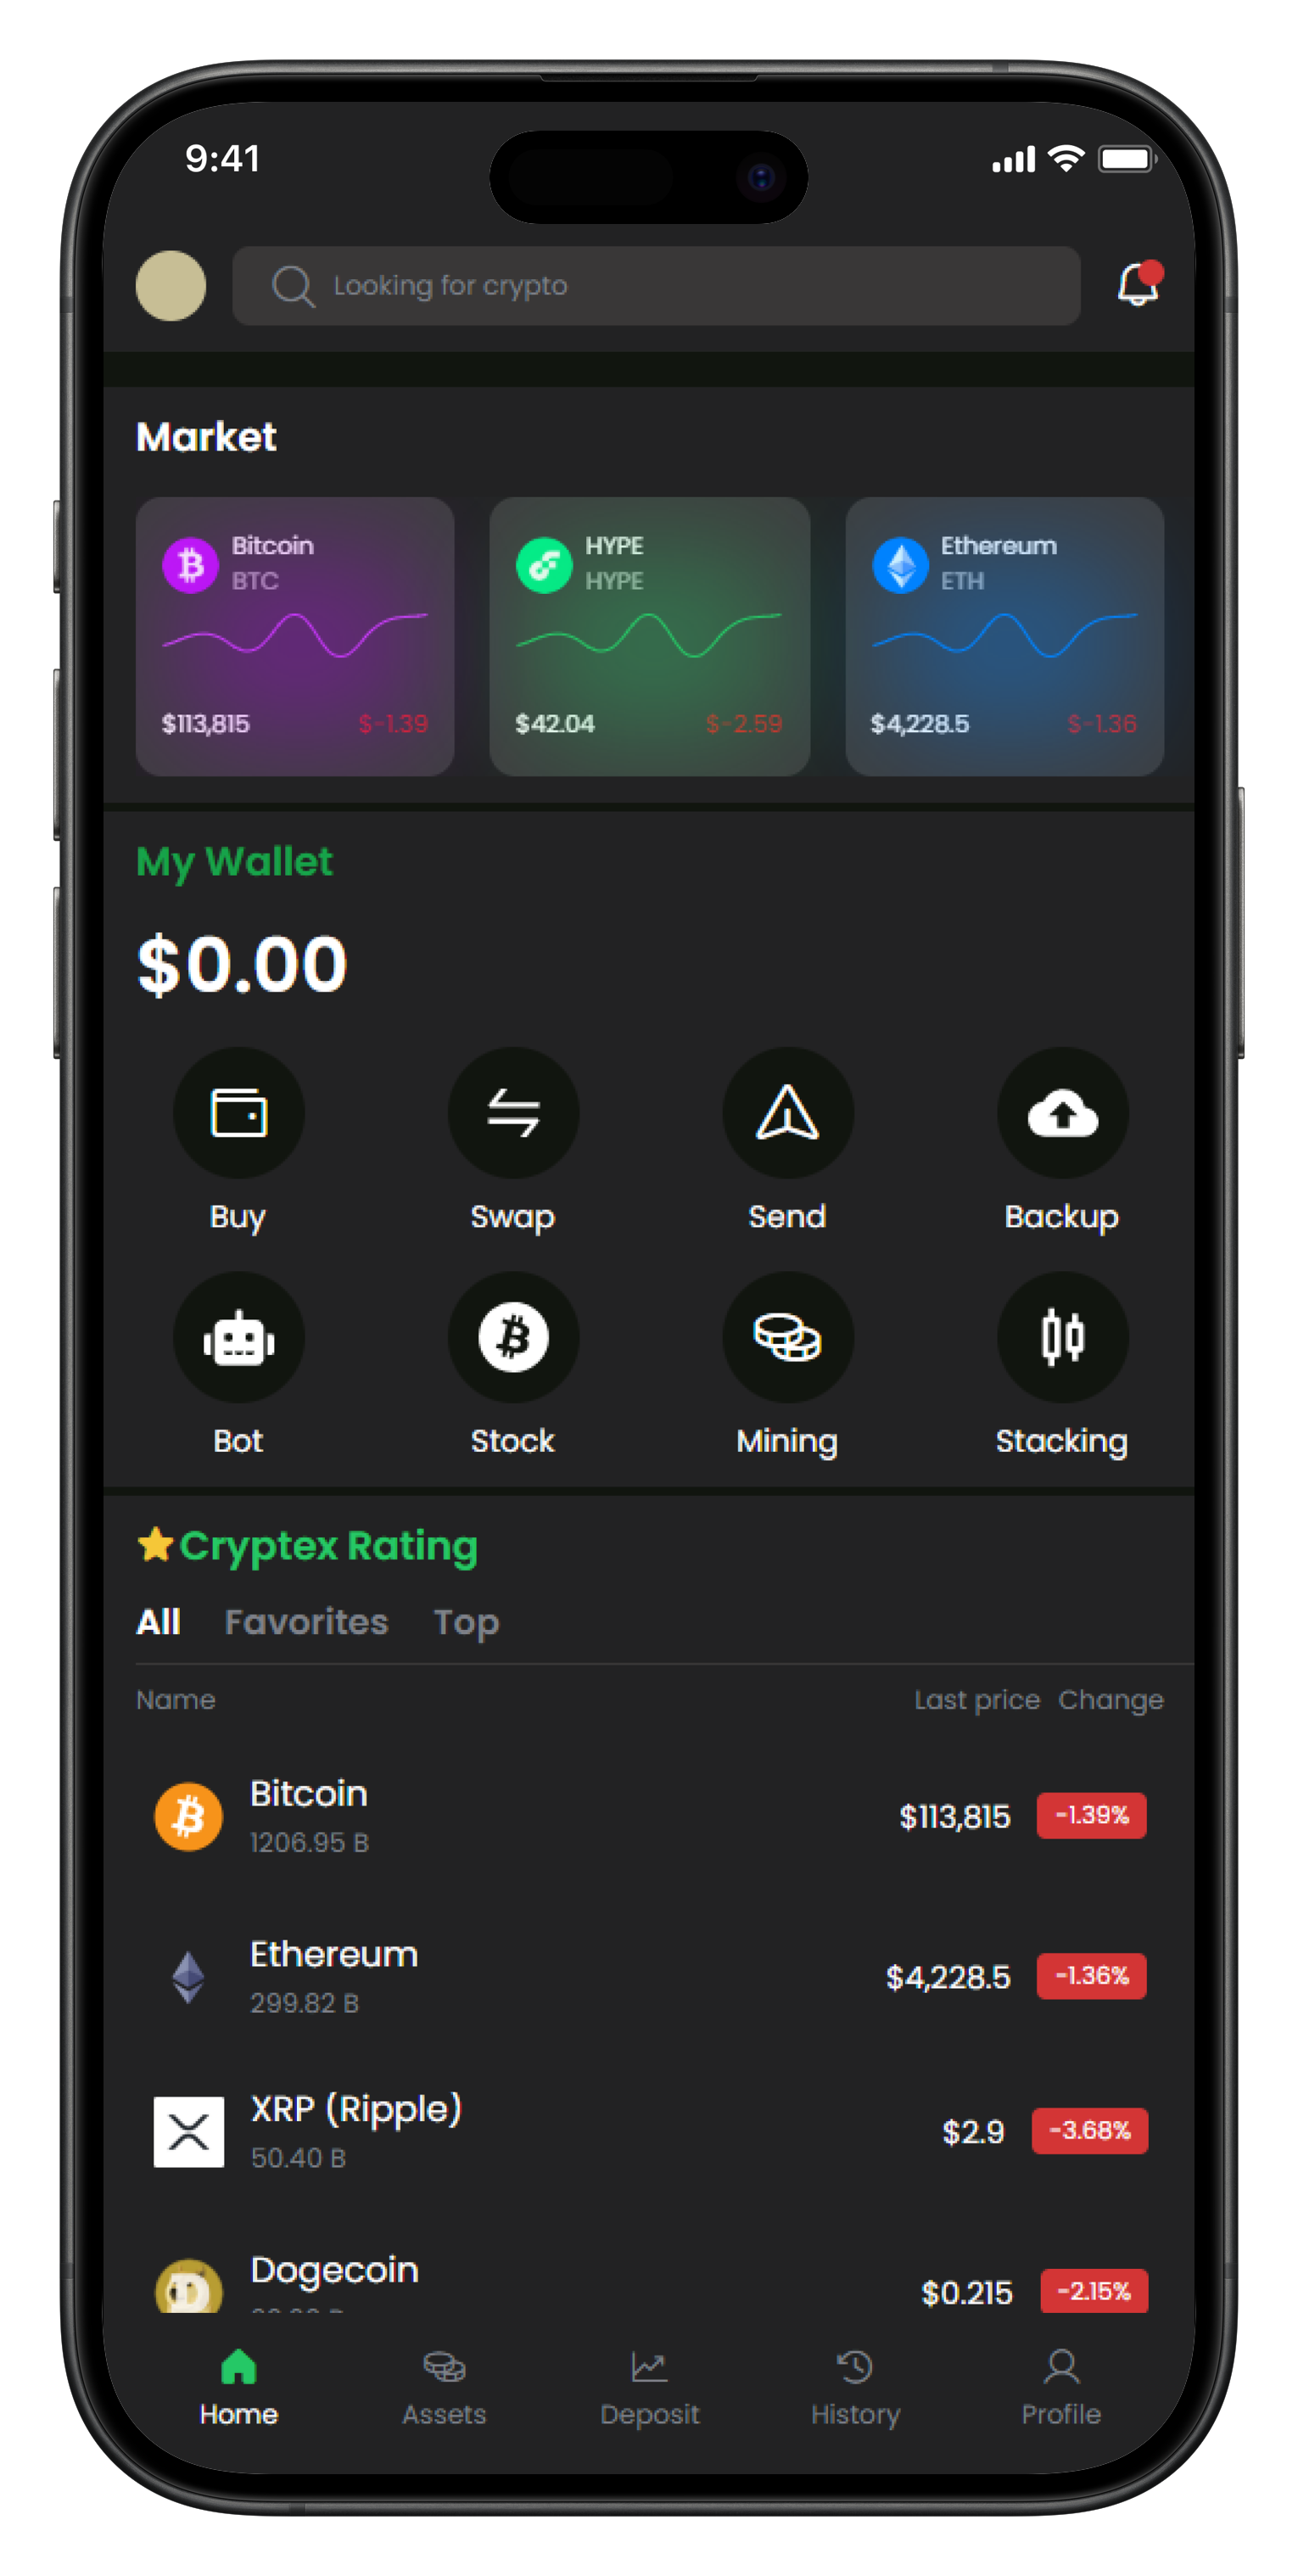 9:41
Looking for crypto
Market
Bitcoin
BTC
$113,815 $-1.39
HYPE
HYPE
$42.04 $-2.59
Ethereum
ETH
$4,228.5 $-1.36
My Wallet
$0.00
Buy Swap Send Backup
Bot Stock Mining Stacking
Cryptex Rating
All Favorites Top
Name Last price Change
Bitcoin
1206.95 B
$113,815 -1.39%
Ethereum
299.82 B
$4,228.5 -1.36%
XRP (Ripple)
50.40 B
$2.9 -3.68%
Dogecoin
$0.215 -2.15%
Home Assets Deposit History Profile